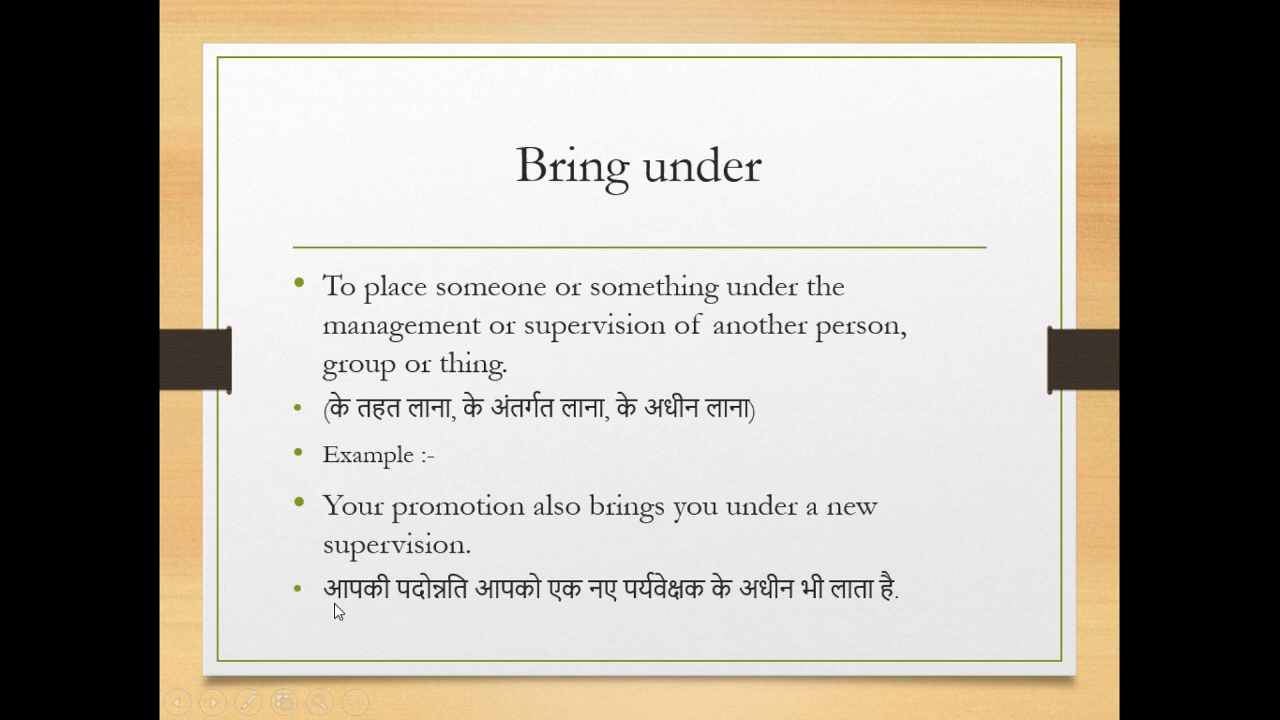 Bring under
To place someone or something under the
management or supervision of another person,
group or thing.
(के तहत लाना, के अंतर्गत लाना, के अधीन लाना)
Example :-
Your promotion also brings you under a new
supervision.
आपकी पदोन्नति आपको एक नए पर्यवेक्षक के अधीन भी लाता है.